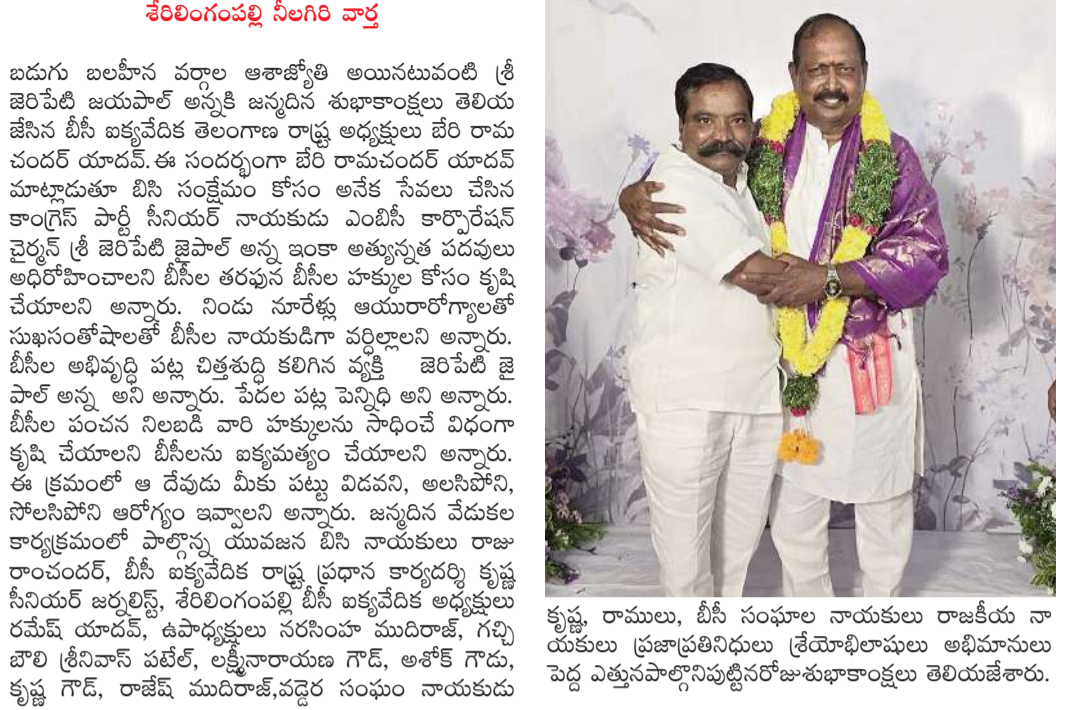 శేరిలింగంపల్లి నీలగిరి వార్త
బడుగు బలహీన వర్గాల ఆశాజ్యోతి అయినటువంటి శ్రీ
జెరిపేటి జయపాల్ అన్నకి జన్మదిన శుభాకాంక్షలు తెలియ
జేసిన బీసీ ఐక్యవేదిక తెలంగాణ రాష్ట్ర అధ్యక్షులు బేరి రామ
చందర్ యాదవ్.ఈ సందర్భంగా బేరి రామచందర్ యాదవ్
మాట్లాడుతూ బిసి సంక్షేమం కోసం అనేక సేవలు చేసిన
కాంగ్రెస్ పార్టీ సీనియర్ నాయకుడు ఎంబిసీ కార్పొరేషన్
చైర్మన్ శ్రీ జెరిపేటి జైపాల్ అన్న ఇంకా అత్యున్నత పదవులు
అధిరోహించాలని బీసీల తరఫున బీసీల హక్కుల కోసం కృషి
చేయాలని అన్నారు. నిండు నూరేళ్లు ఆయురారోగ్యాలతో
సుఖసంతోషాలతో బీసీల నాయకుడిగా వర్ధిల్లాలని అన్నారు.
బీసీల అభివృద్ధి పట్ల చిత్తశుద్ధి కలిగిన వ్యక్తి జెరిపేటి జై
పాల్ అన్న అని అన్నారు. పేదల పట్ల పెన్నిధి అని అన్నారు.
బీసీల పంచన నిలబడి వారి హక్కులను సాధించే విధంగా
కృషి చేయాలని బీసీలను ఐక్యమత్యం చేయాలని అన్నారు.
ఈ క్రమంలో ఆ దేవుడు మీకు పట్టు విడవని, అలసిపోని,
సోలసిపోని ఆరోగ్యం ఇవ్వాలని అన్నారు. జన్మదిన వేడుకల
కార్యక్రమంలో పాల్గొన్న యువజన బిసి నాయకులు రాజు
రాంచందర్, బీసీ ఐక్యవేదిక రాష్ట్ర ప్రధాన కార్యదర్శి కృష్ణ
సీనియర్ జర్నలిస్ట్, శేరిలింగంపల్లి బీసీ ఐక్యవేదిక అధ్యక్షులు
రమేష్ యాదవ్, ఉపాధ్యక్షులు నరసింహ ముదిరాజ్, గచ్చి
బౌలి శ్రీనివాస్ పటేల్, లక్ష్మీనారాయణ గౌడ్, అశోక్ గౌడు,
కృష్ణ గౌడ్, రాజేష్ ముదిరాజ్,వడ్డెర సంఘం నాయకుడు
కృష్ణ, రాములు, బీసీ సంఘాల నాయకులు రాజకీయ నా
యకులు ప్రజాప్రతినిధులు శ్రేయోభిలాషులు అభిమానులు
పెద్ద ఎత్తునపాల్గొనిపుట్టినరోజుశుభాకాంక్షలు తెలియజేశారు.